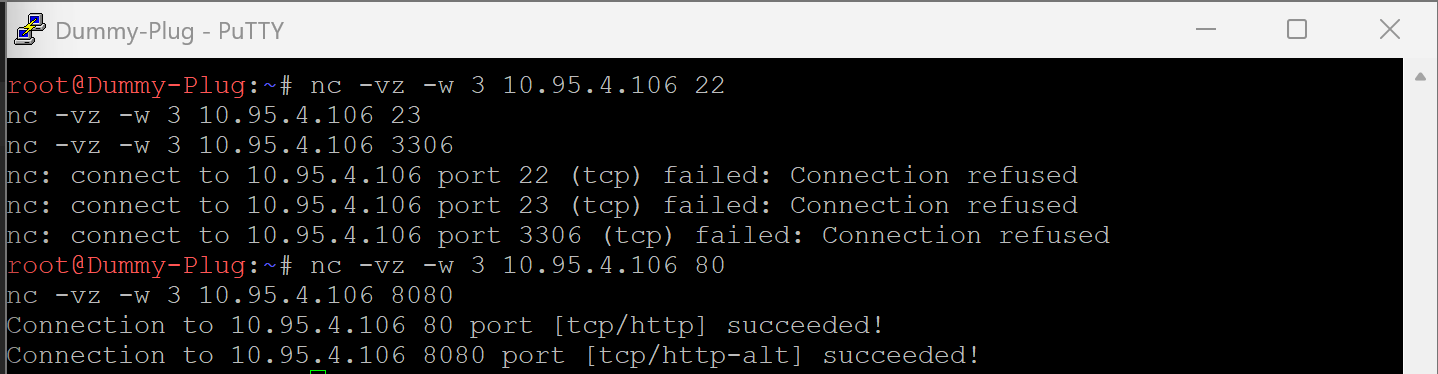 Dummy-Plug - PuTTY
root@Dummy-Plug:~# nc -vz -w 3 10.95.4.106 22
nc -vz -w 3 10.95.4.106 23
nc -vz -w 3 10.95.4.106 3306
nc: connect to 10.95.4.106 port 22 (tcp) failed: Connection refused
nc: connect to 10.95.4.106 port 23 (tcp) failed: Connection refused
nc: connect to 10.95.4.106 port 3306 (tcp) failed: Connection refused
root@Dummy-Plug:~# nc -vz -w 3 10.95.4.106 80
nc -vz -w 3 10.95.4.106 8080
Connection to 10.95.4.106 80 port [tcp/http] succeeded!
Connection to 10.95.4.106 8080 port [tcp/http-alt] succeeded!